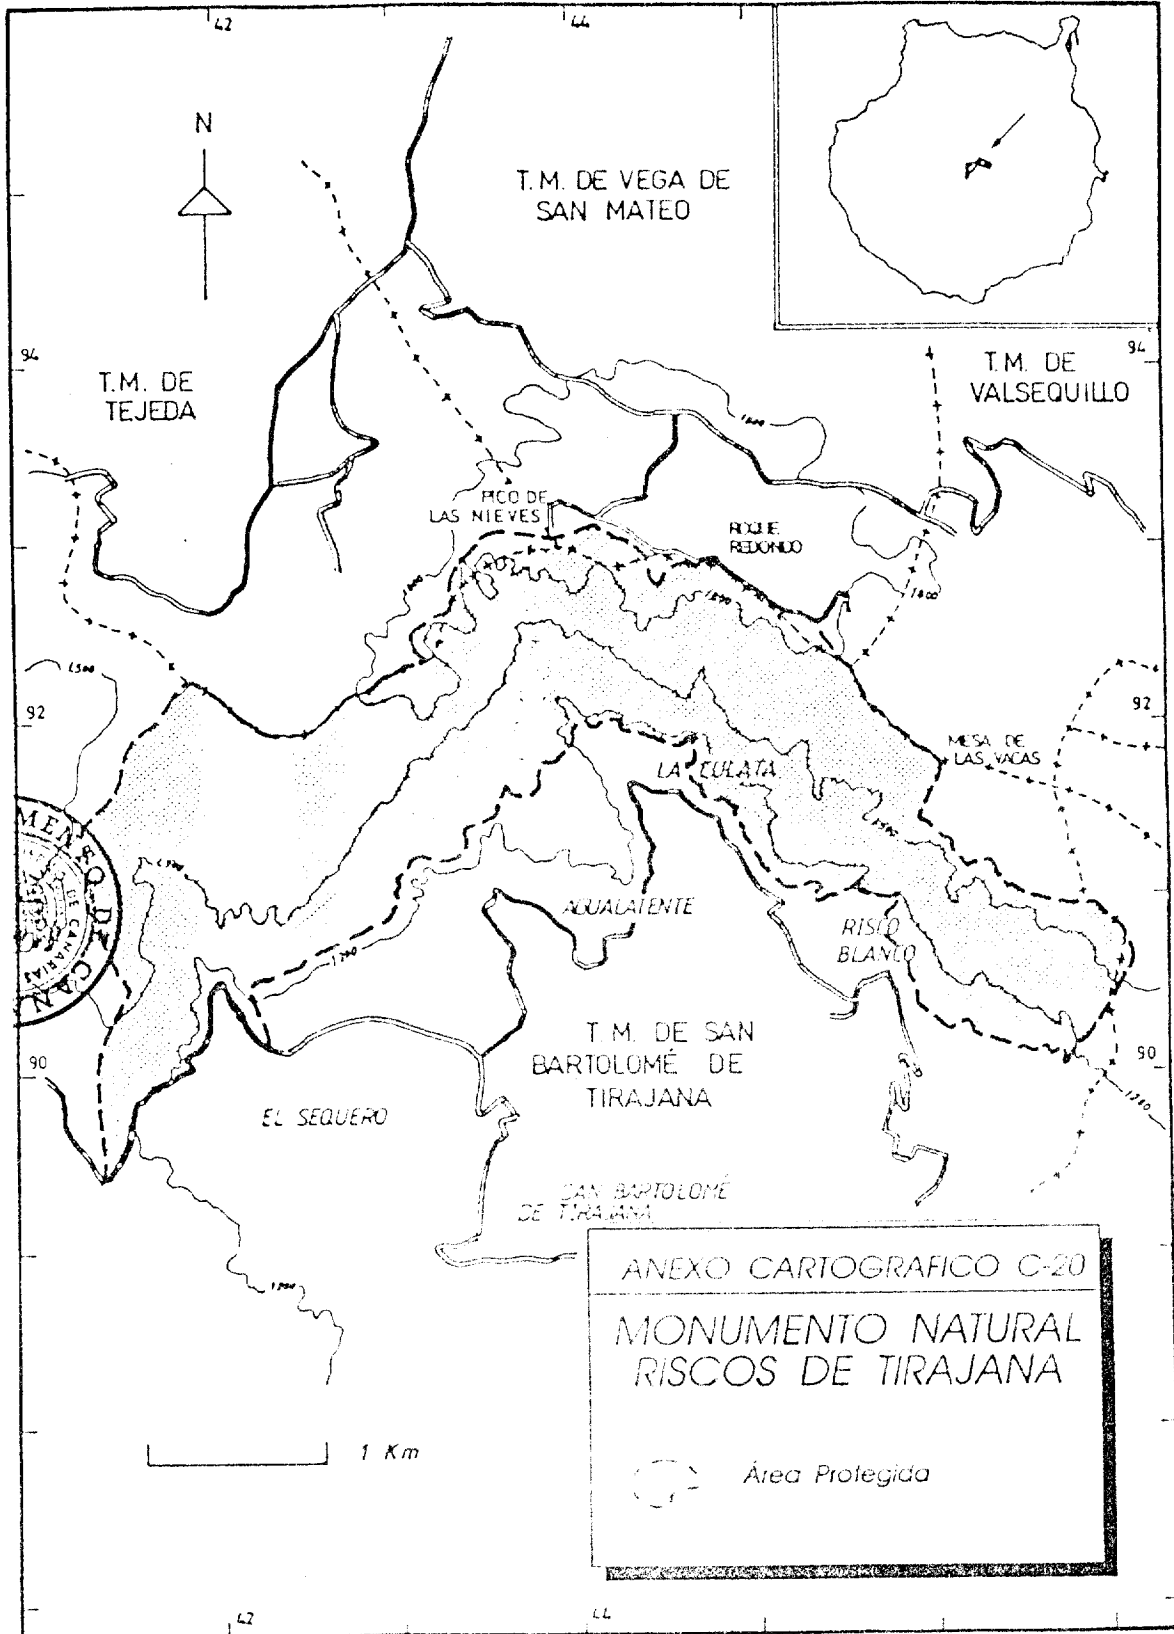 42
44
N
T.M. DE VEGA DE
SAN MATEO
94
94
T.M. DE
TEJEDA
T.M. DE
VALSEQUILLO
PICO DE
LAS NIEVES
ROQUE
REDONDO
92
92
MESA DE
LAS VACAS
LA CULATA
AGUALATENTE
RISCO
BLANCO
DE CANARIAS
90
90
T.M. DE SAN
BARTOLOMÉ DE
TIRAJANA
EL SEQUERO
SAN BARTOLOMÉ
DE TIRAJANA
ANEXO CARTOGRAFICO C-20
MONUMENTO NATURAL
RISCOS DE TIRAJANA
1 Km
Área Protegida
42
44